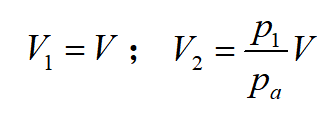 V₁ = V ； V₂ = p₁/pₐ V